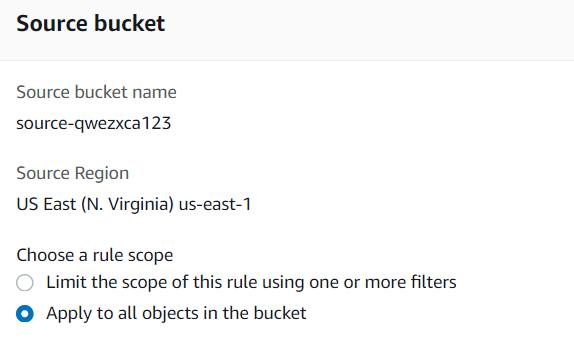 Source bucket
Source bucket name
source-qwezxca123
Source Region
US East (N. Virginia) us-east-1
Choose a rule scope
Limit the scope of this rule using one or more filters
Apply to all objects in the bucket